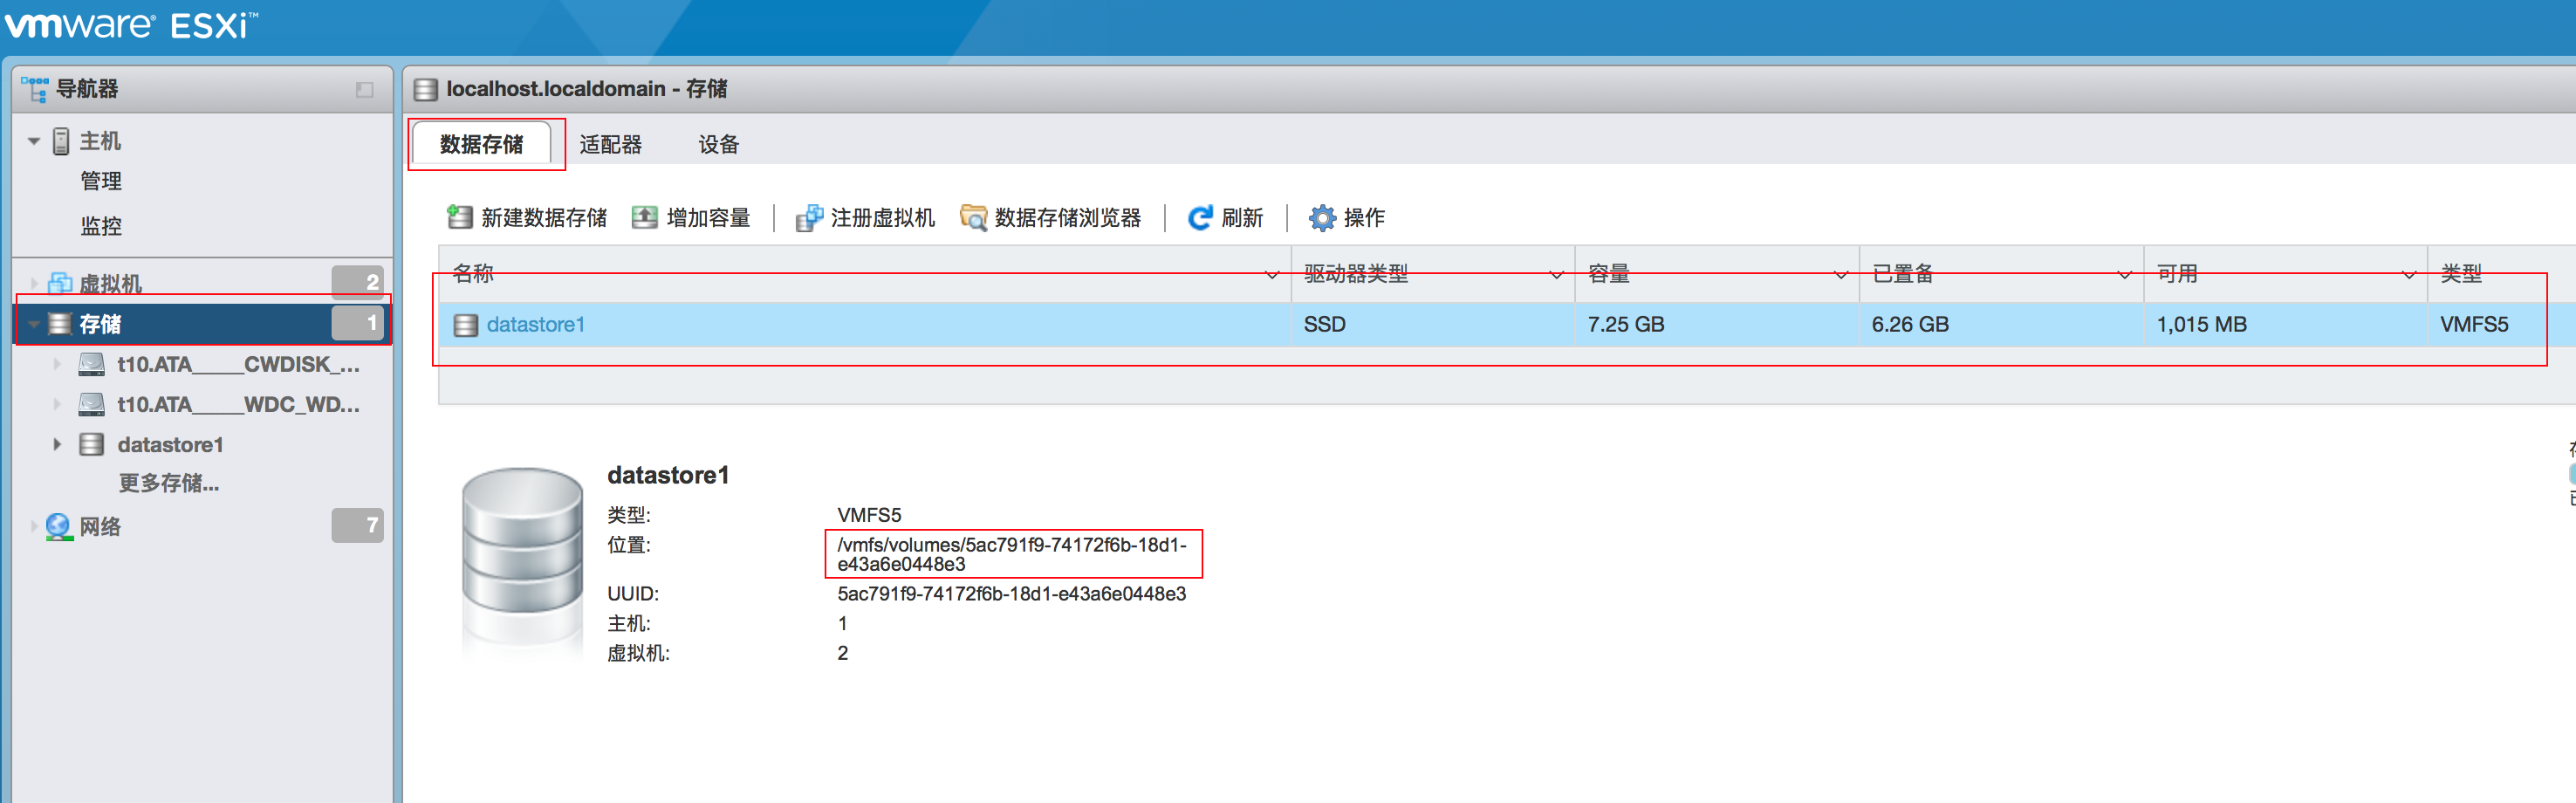 vmware® ESXi™
导航器
主机
管理
监控
虚拟机 2
存储 1
t10.ATA_____CWDISK_...
t10.ATA_____WDC_WD...
datastore1
更多存储...
网络 7
localhost.localdomain - 存储
数据存储 适配器 设备
新建数据存储 增加容量 注册虚拟机 数据存储浏览器 刷新 操作
名称 驱动器类型 容量 已置备 可用 类型
datastore1 SSD 7.25 GB 6.26 GB 1,015 MB VMFS5
datastore1
类型: VMFS5
位置: /vmfs/volumes/5ac791f9-74172f6b-18d1-
e43a6e0448e3
UUID: 5ac791f9-74172f6b-18d1-e43a6e0448e3
主机: 1
虚拟机: 2